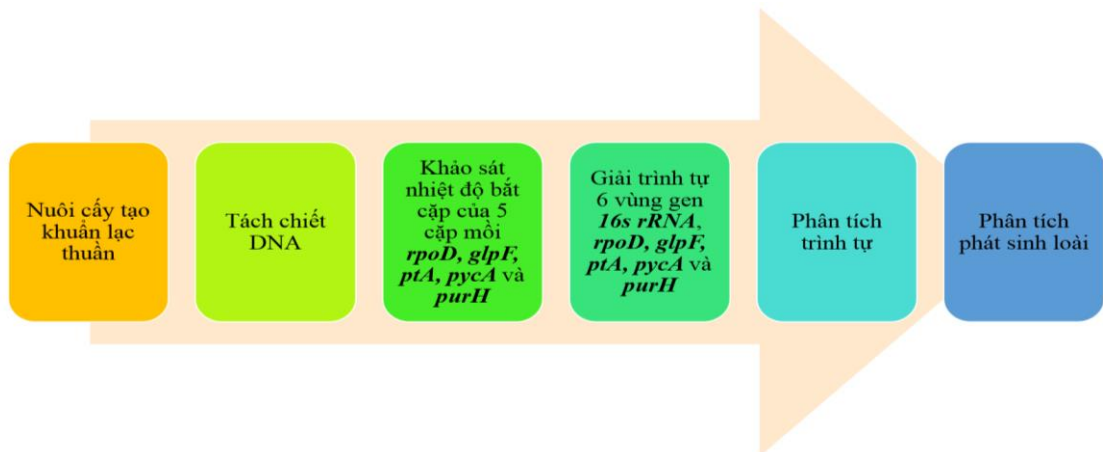 Nuôi cấy tạo
khuẩn lạc
thuần
Tách chiết
DNA
Khảo sát
nhiệt độ bắt
cặp của 5
cặp mồi
rpoD, glpF,
ptA, pycA và
purH
Giải trình tự
6 vùng gen
16s rRNA,
rpoD, glpF,
ptA, pycA và
purH
Phân tích
trình tự
Phân tích
phát sinh loài